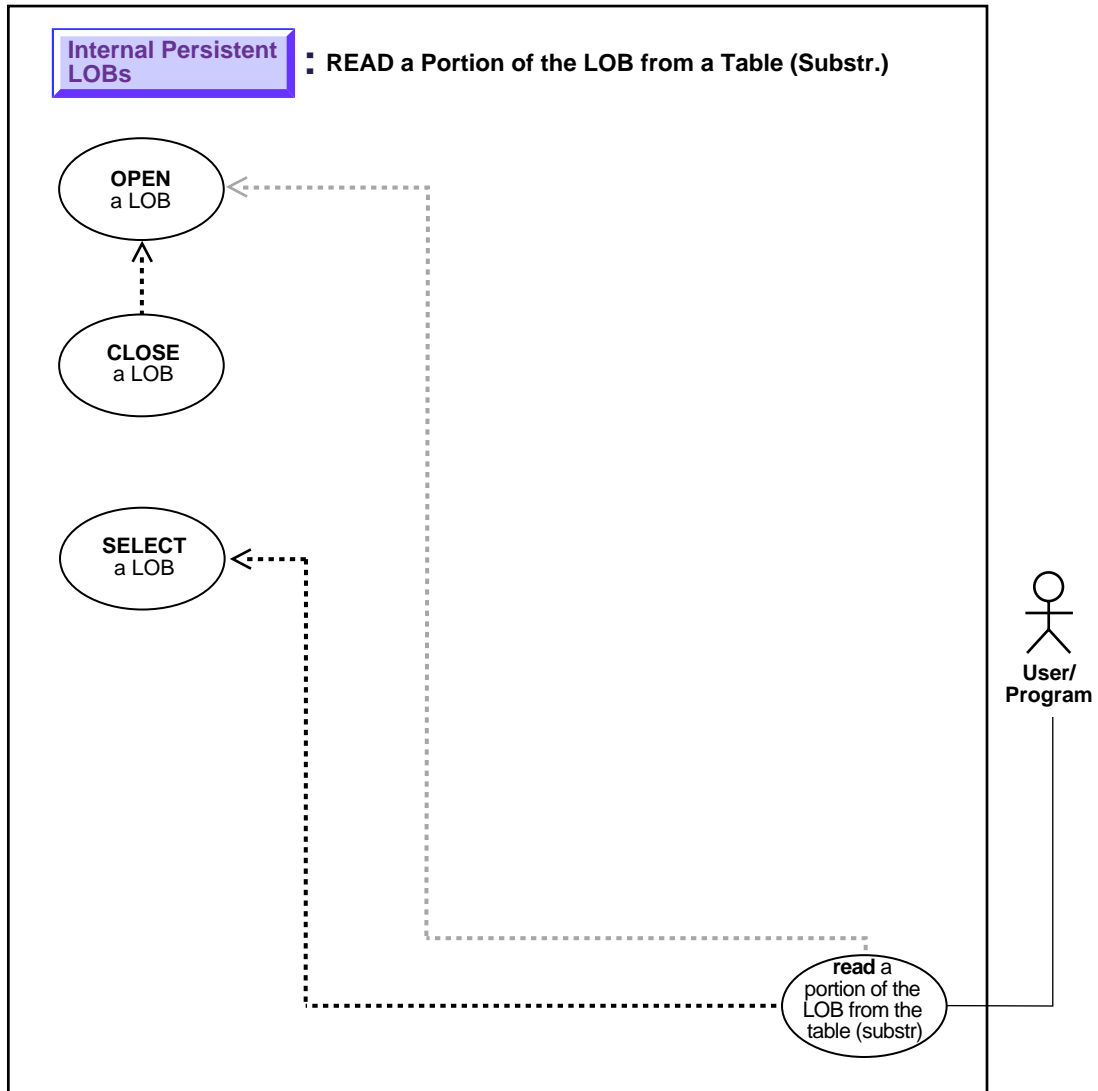 Internal Persistent
LOBs
: READ a Portion of the LOB from a Table (Substr.)
OPEN
a LOB
CLOSE
a LOB
SELECT
a LOB
User/
Program
read a
portion of the
LOB from the
table (substr)